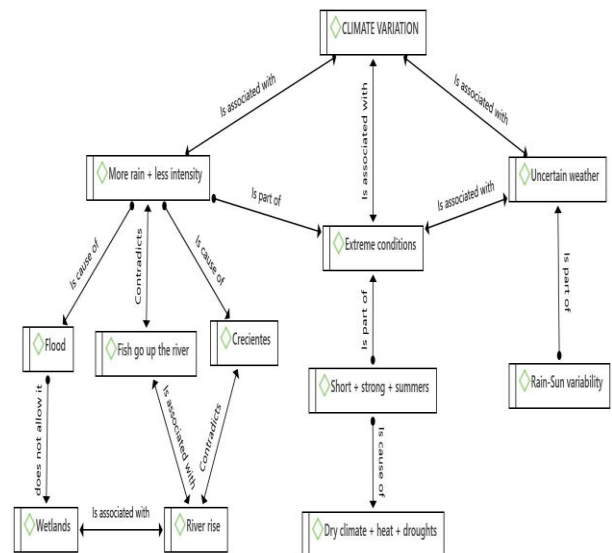 CLIMATE VARIATION
Is associated with
Is associated with
Is associated with
More rain + less intensity
Uncertain weather
Is part of
Is associated with
Extreme conditions
Is cause of
Contradicts
Is cause of
Is part of
Is part of
Flood
Fish go up the river
Crecientes
Short + strong + summers
Rain-Sun variability
does not allow it
Is associated with
Contradicts
Is cause of
Wetlands
Is associated with
River rise
Dry climate + heat + droughts